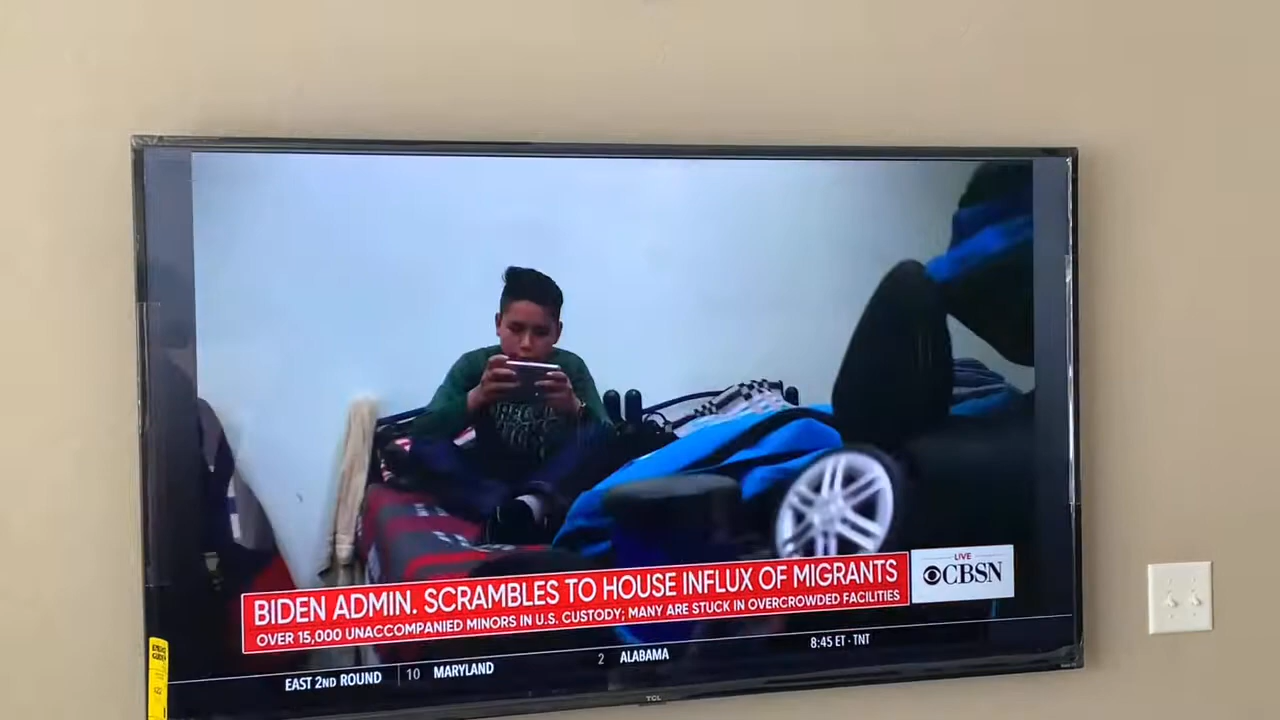 BIDEN ADMIN. SCRAMBLES TO HOUSE INFLUX OF MIGRANTS
OVER 15,000 UNACCOMPANIED MINORS IN U.S. CUSTODY; MANY ARE STUCK IN OVERCROWDED FACILITIES
LIVE
CBSN
EAST 2ND ROUND 10 MARYLAND 2 ALABAMA 8:45 ET · TNT
TCL